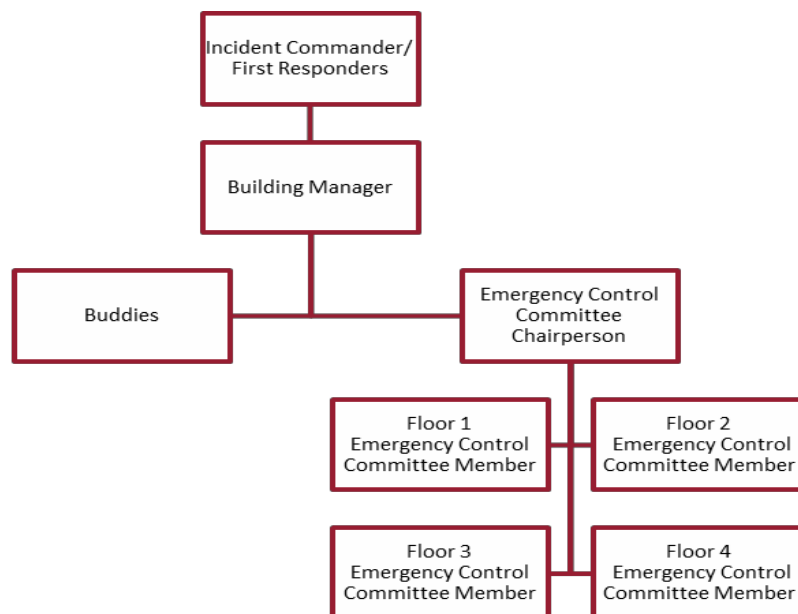 Incident Commander/
First Responders
Building Manager
Buddies
Emergency Control
Committee
Chairperson
Floor 1
Emergency Control
Committee Member
Floor 2
Emergency Control
Committee Member
Floor 3
Emergency Control
Committee Member
Floor 4
Emergency Control
Committee Member